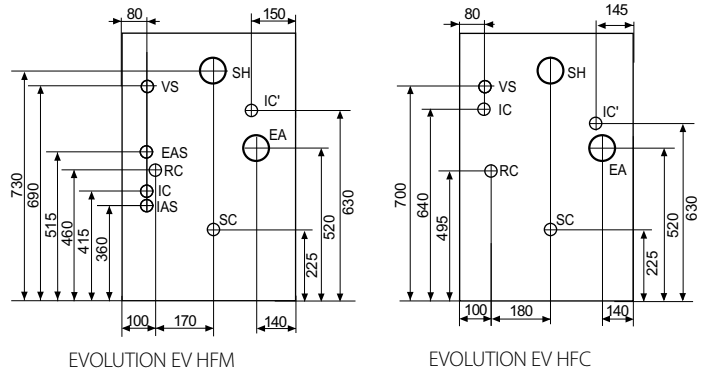 80
150
SH
VS
IC'
EA
EAS
RC
IC
IAS
SC
730
690
515
460
415
360
225
520
630
100
170
140
EVOLUTION EV HFM
80
145
VS
SH
IC
IC'
EA
RC
SC
700
640
495
225
520
630
100
180
140
EVOLUTION EV HFC